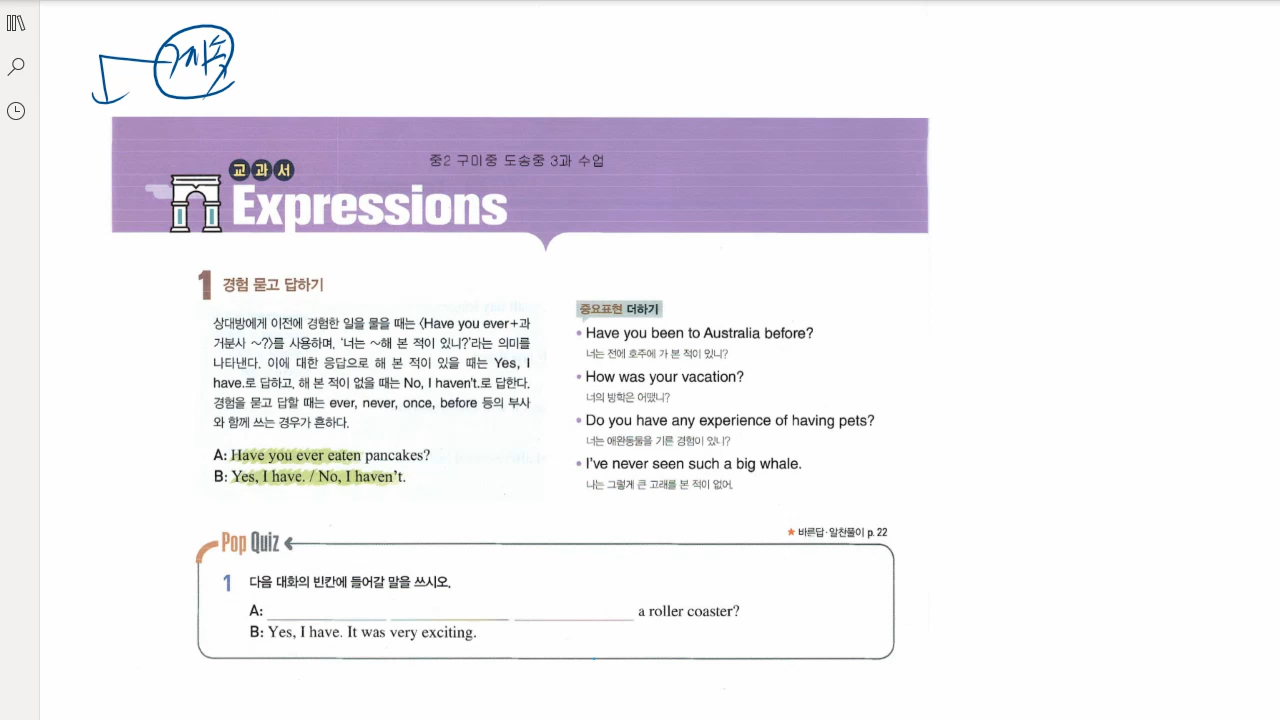 계속
중2 구미중 도송중 3과 수업
교과서
Expressions
1 경험 묻고 답하기
상대방에게 이전에 경험한 일을 물을 때는 〈Have you ever+과
거분사 ~?〉를 사용하며, '너는 ~해 본 적이 있니?'라는 의미를
나타낸다. 이에 대한 응답으로 해 본 적이 있을 때는 Yes, I
have.로 답하고, 해 본 적이 없을 때는 No, I haven't.로 답한다.
경험을 묻고 답할 때는 ever, never, once, before 등의 부사
와 함께 쓰는 경우가 흔하다.
A: Have you ever eaten pancakes?
B: Yes, I have. / No, I haven't.
중요표현 더하기
• Have you been to Australia before?
너는 전에 호주에 가 본 적이 있니?
• How was your vacation?
너의 방학은 어땠니?
• Do you have any experience of having pets?
너는 애완동물을 기른 경험이 있니?
• I've never seen such a big whale.
나는 그렇게 큰 고래를 본 적이 없어.
★ 바른답·알찬풀이 p. 22
Pop Quiz
1 다음 대화의 빈칸에 들어갈 말을 쓰시오.
A: ____________ ____________ ____________ a roller coaster?
B: Yes, I have. It was very exciting.